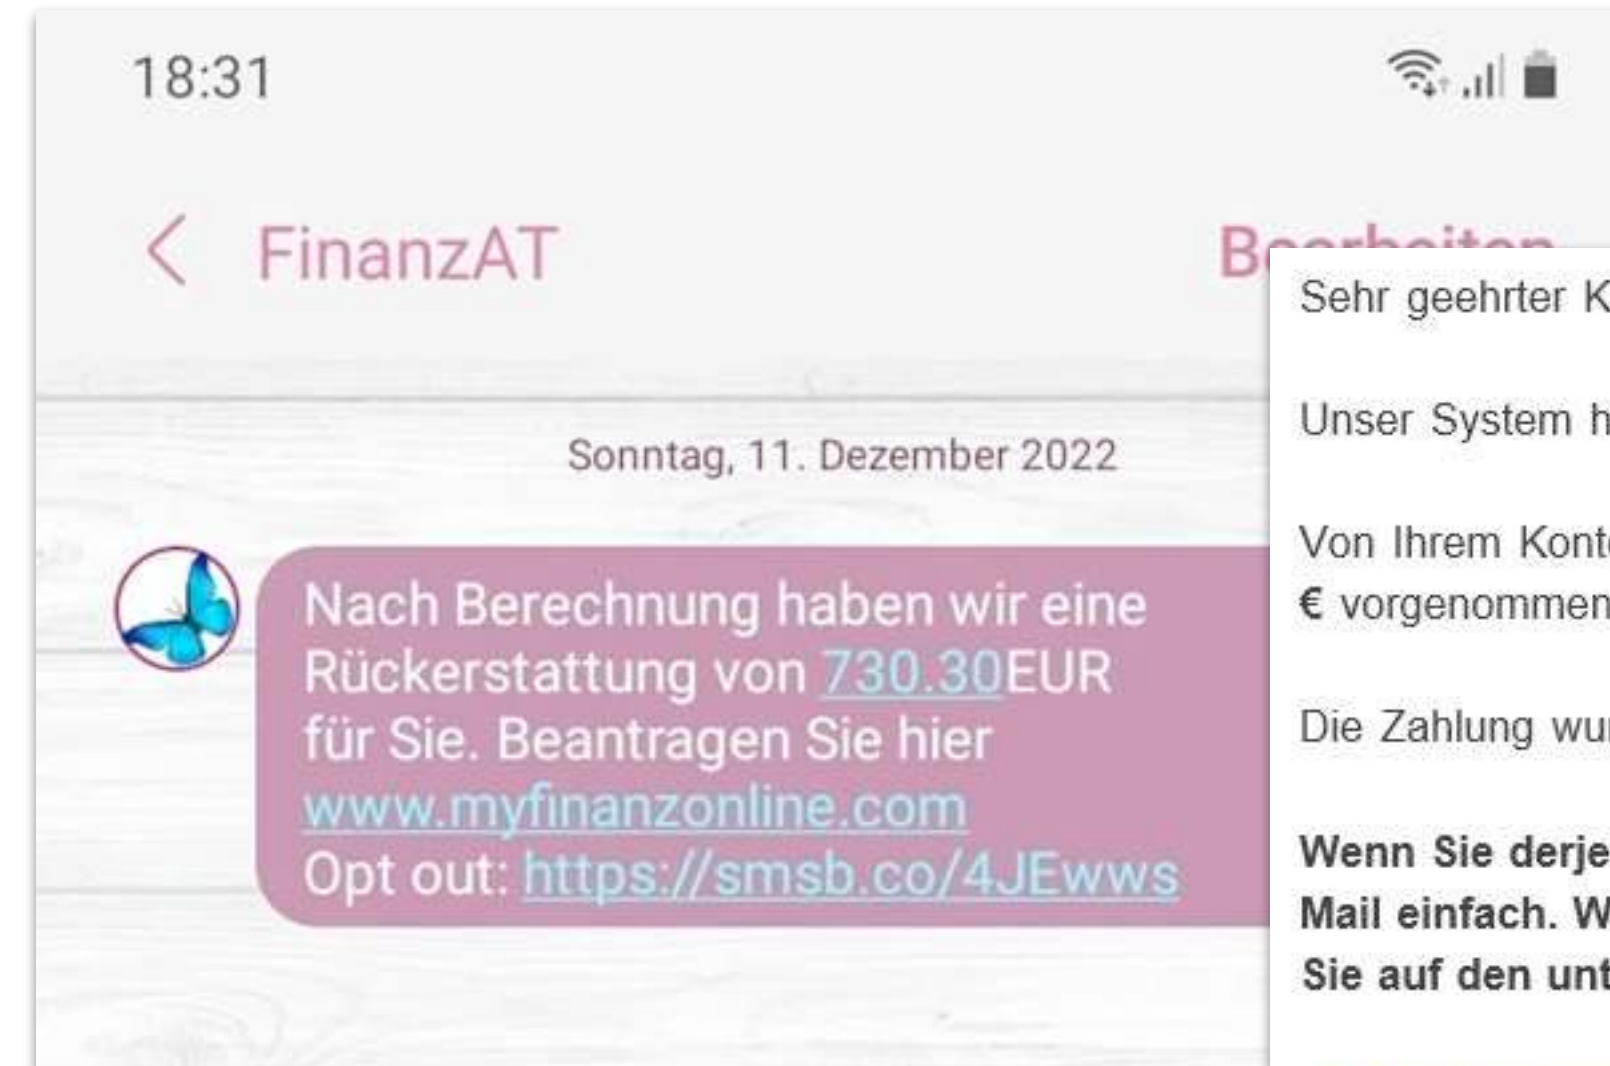 18:31
FinanzAT
Bearbeiten
Sonntag, 11. Dezember 2022
Nach Berechnung haben wir eine
Rückerstattung von 730.30EUR
für Sie. Beantragen Sie hier
www.myfinanzonline.com
Opt out: https://smsb.co/4JEwws
Sehr geehrter
Unser System
Von Ihrem
€ vorgenommen
Die Zahlung
Wenn Sie
Mail einfach.
Sie auf den